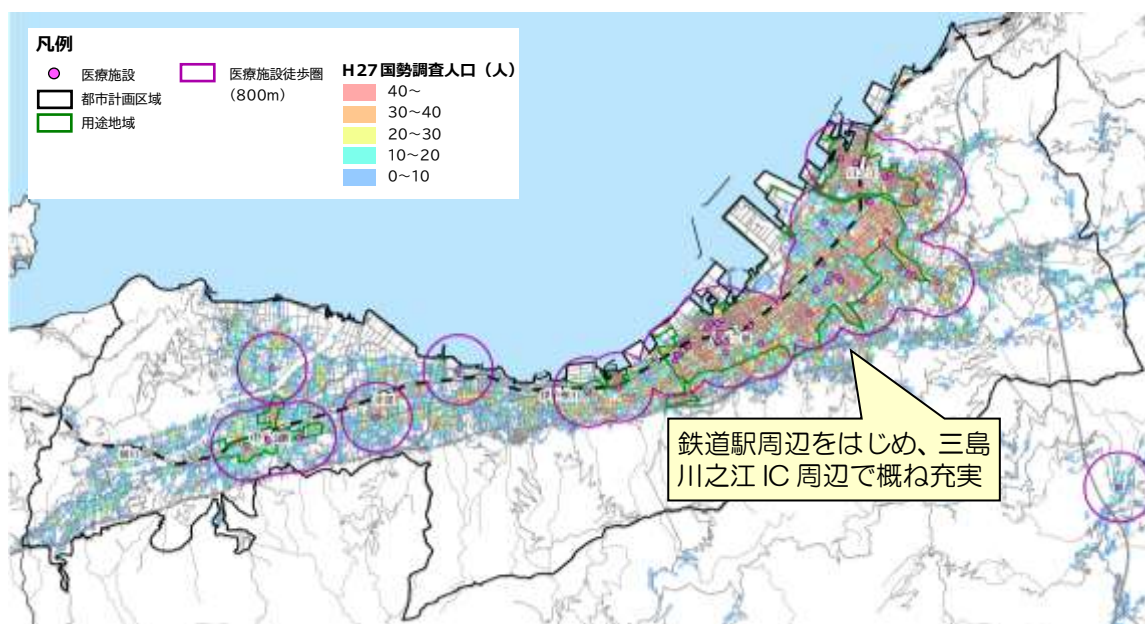 凡例
医療施設
都市計画区域
用途地域
医療施設徒歩圏
（800m）
H27国勢調査人口（人）
40～
30～40
20～30
10～20
0～10
鉄道駅周辺をはじめ、三島
川之江 IC 周辺で概ね充実